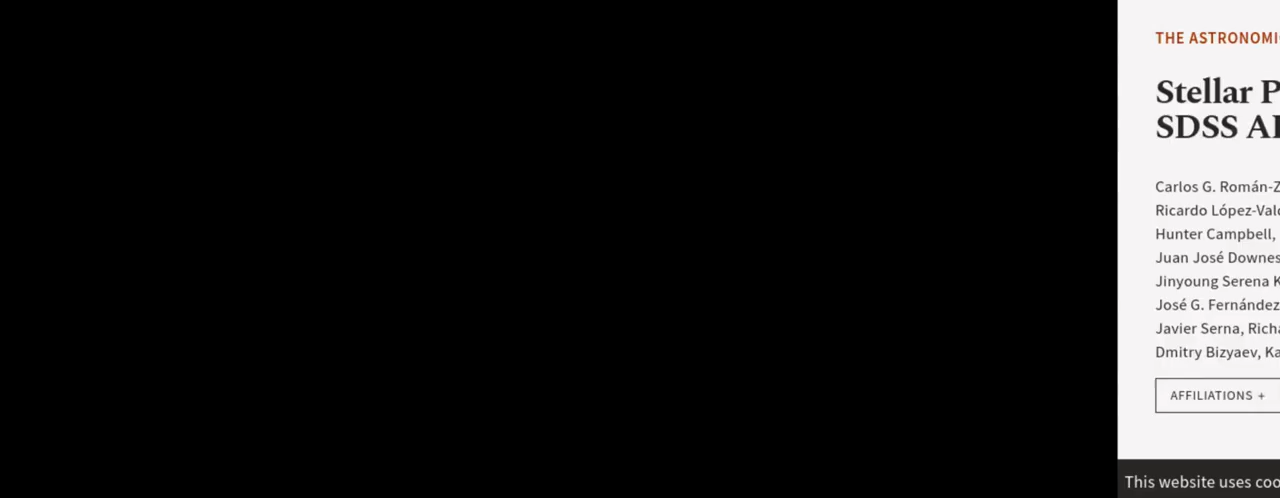 THE ASTRONOMI
Stellar P
SDSS A
Carlos G. Román-Z
Ricardo López-Val
Hunter Campbell,
Juan José Downes
Jinyoung Serena K
José G. Fernández
Javier Serna, Rich
Dmitry Bizyaev, Ka
AFFILIATIONS +
This website uses coo